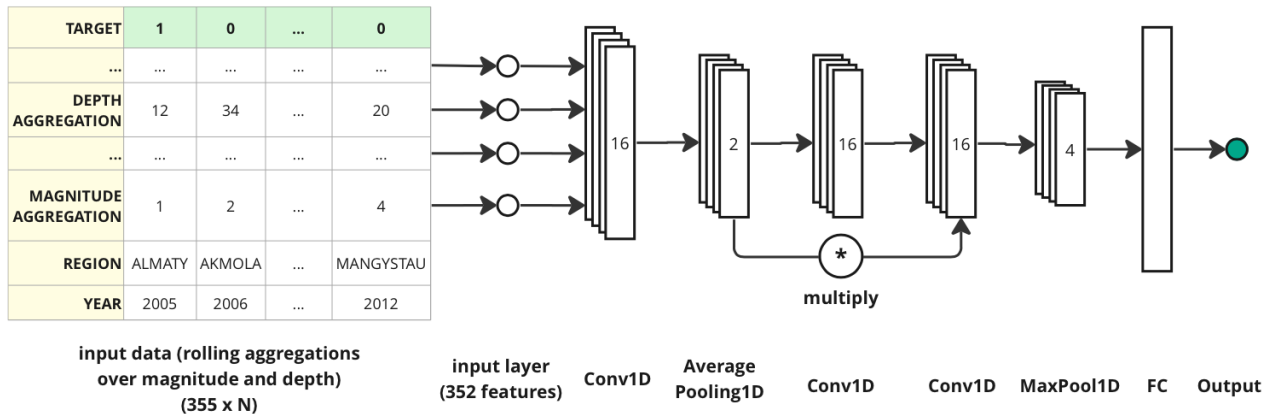 TARGET 1 0 ... 0
... ... ... ... ...
DEPTH
AGGREGATION 12 34 ... 20
... ... ... ... ...
MAGNITUDE
AGGREGATION 1 2 ... 4
REGION ALMATY AKMOLA ... MANGYSTAU
YEAR 2005 2006 ... 2012
16 2 16 16 4
*
multiply
input data (rolling aggregations
over magnitude and depth)
(355 x N)
input layer
(352 features)
Conv1D
Average
Pooling1D
Conv1D
Conv1D
MaxPool1D
FC
Output